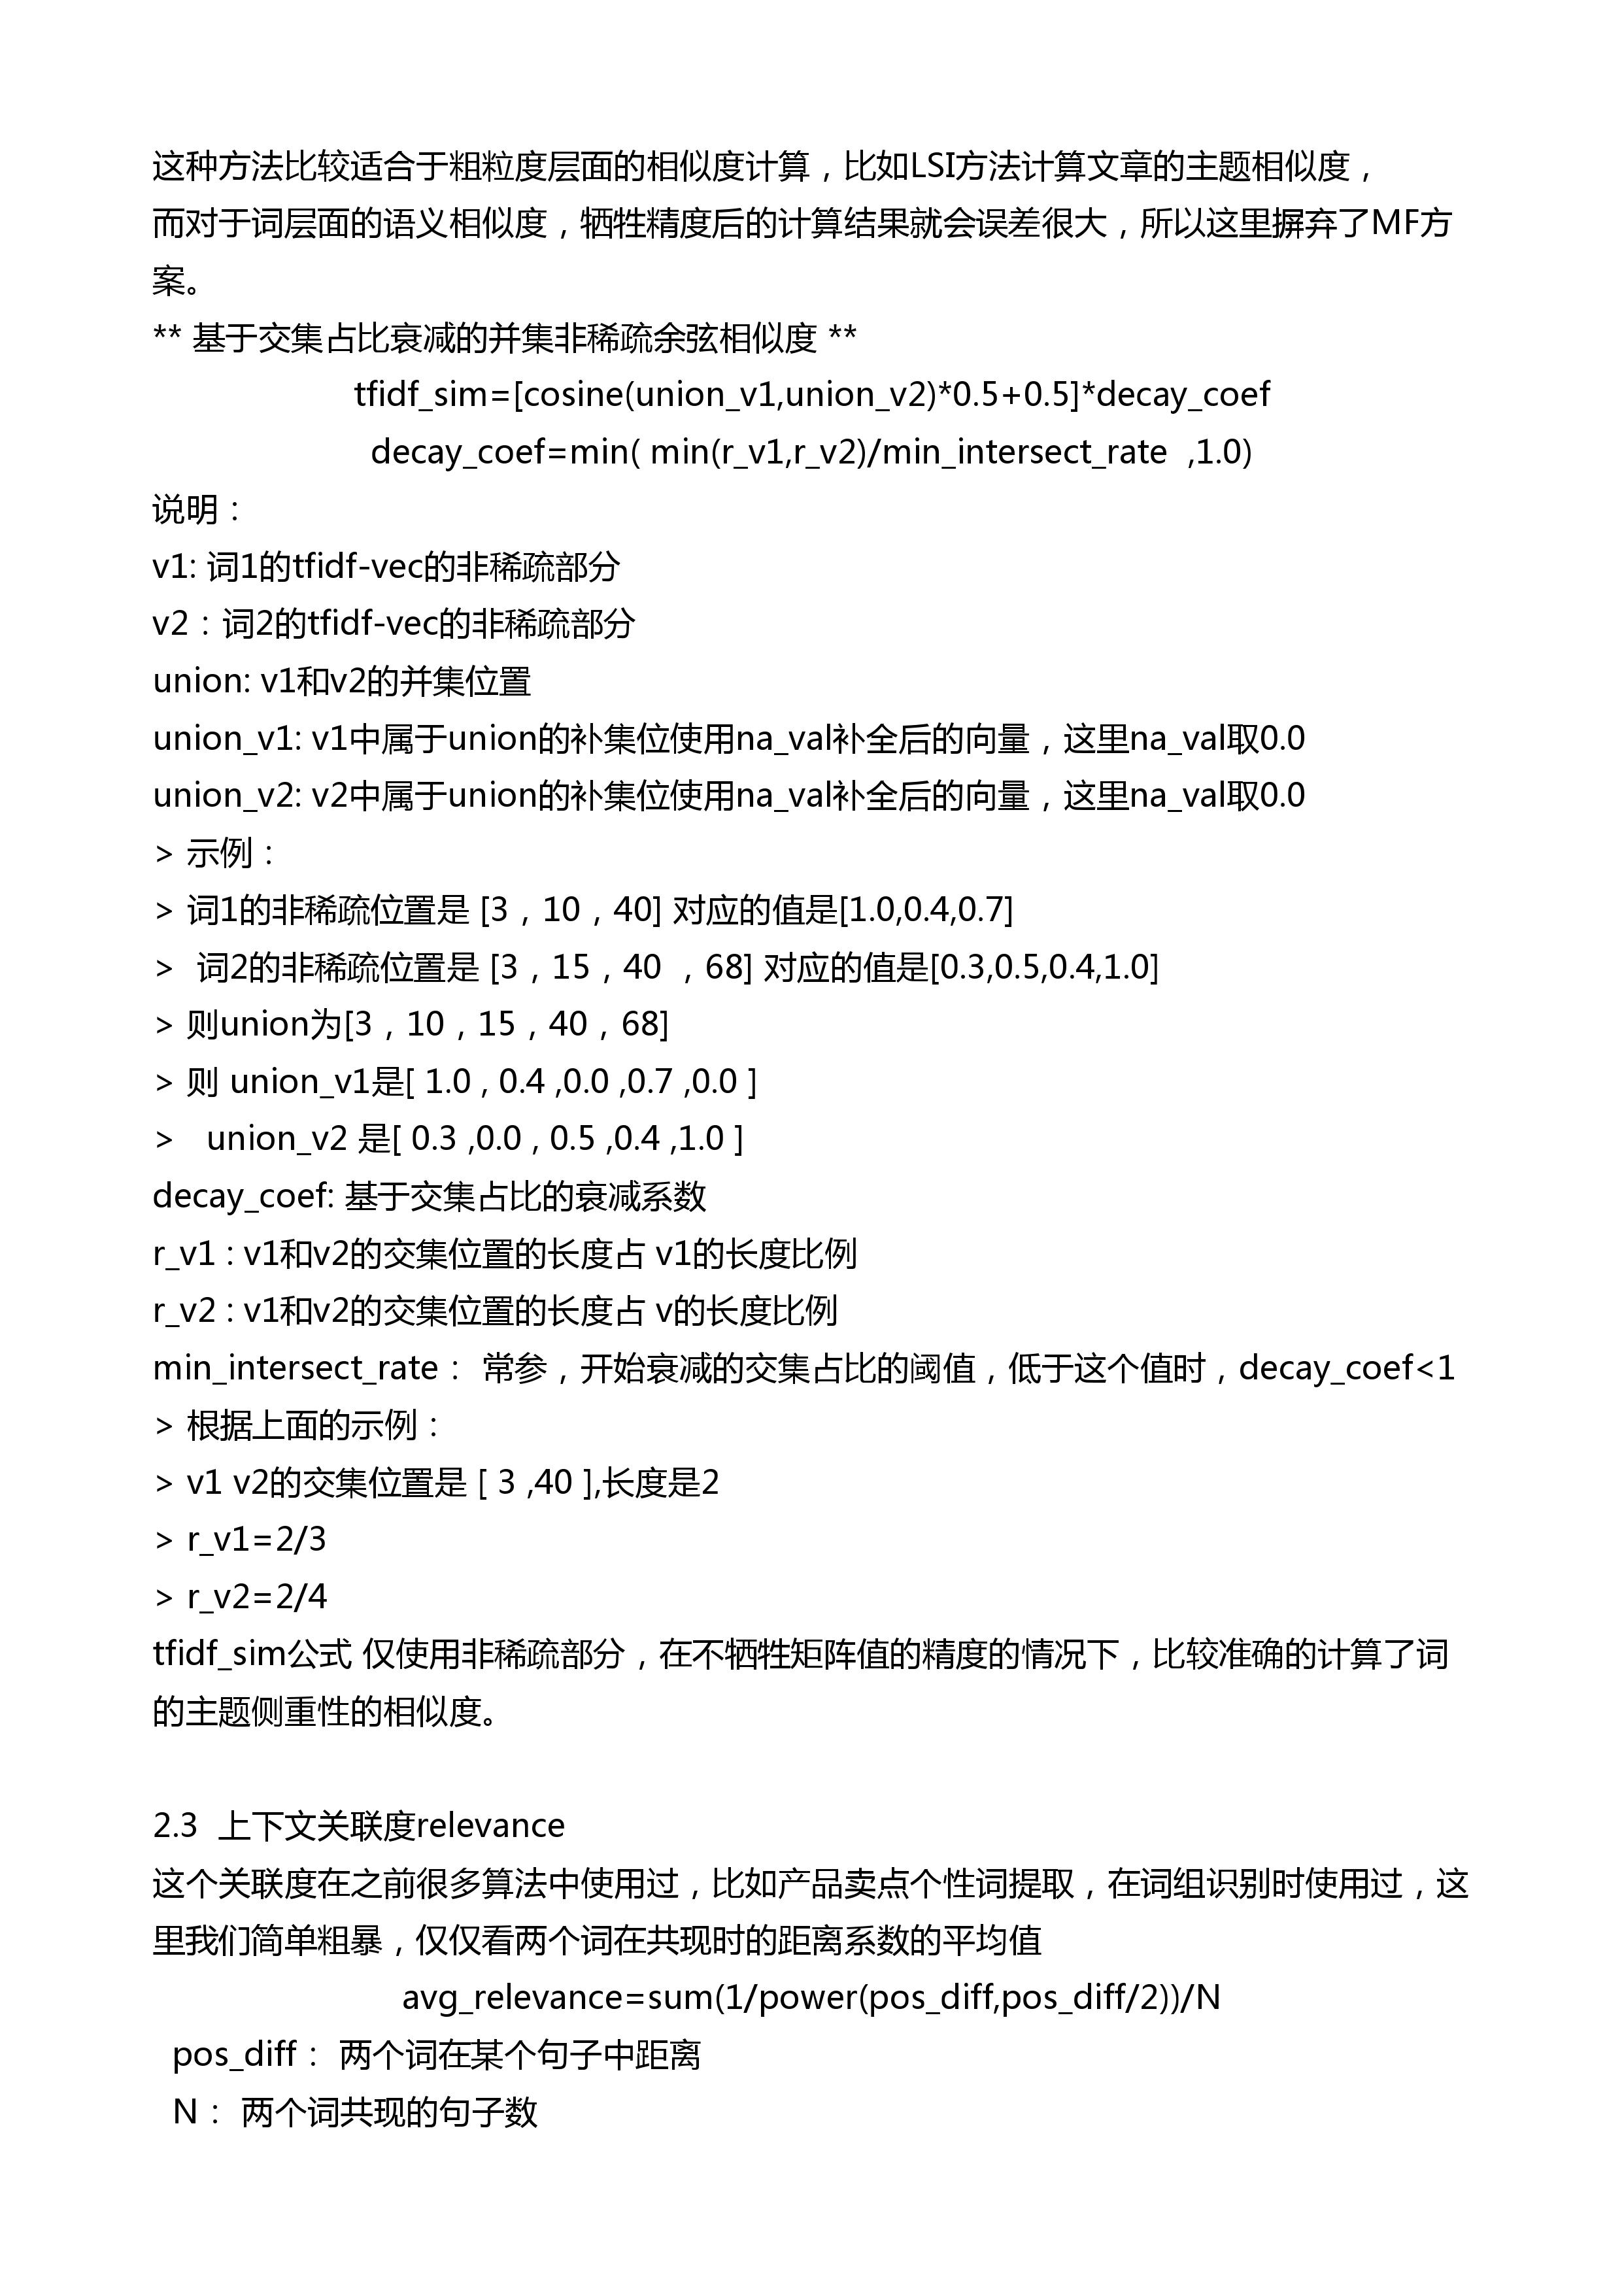 这种方法比较适合于粗粒度层面的相似度计算，比如LSI方法计算文章的主题相似度，
而对于词层面的语义相似度，牺牲精度后的计算结果就会误差很大，所以这里摒弃了MF方
案。
** 基于交集占比衰减的并集非稀疏余弦相似度 **
tfidf_sim=[cosine(union_v1,union_v2)*0.5+0.5]*decay_coef
decay_coef=min( min(r_v1,r_v2)/min_intersect_rate  ,1.0)
说明：
v1: 词1的tfidf-vec的非稀疏部分
v2：词2的tfidf-vec的非稀疏部分
union: v1和v2的并集位置
union_v1: v1中属于union的补集位使用na_val补全后的向量，这里na_val取0.0
union_v2: v2中属于union的补集位使用na_val补全后的向量，这里na_val取0.0
> 示例：
> 词1的非稀疏位置是 [3，10，40] 对应的值是[1.0,0.4,0.7]
>  词2的非稀疏位置是 [3，15，40 ，68] 对应的值是[0.3,0.5,0.4,1.0]
> 则union为[3，10，15，40，68]
> 则 union_v1是[ 1.0 , 0.4 ,0.0 ,0.7 ,0.0 ]
>   union_v2 是[ 0.3 ,0.0 , 0.5 ,0.4 ,1.0 ]
decay_coef: 基于交集占比的衰减系数
r_v1 : v1和v2的交集位置的长度占 v1的长度比例
r_v2 : v1和v2的交集位置的长度占 v的长度比例
min_intersect_rate： 常参，开始衰减的交集占比的阈值，低于这个值时，decay_coef<1
> 根据上面的示例：
> v1 v2的交集位置是 [ 3 ,40 ],长度是2
> r_v1=2/3
> r_v2=2/4
tfidf_sim公式 仅使用非稀疏部分，在不牺牲矩阵值的精度的情况下，比较准确的计算了词
的主题侧重性的相似度。
2.3  上下文关联度relevance
这个关联度在之前很多算法中使用过，比如产品卖点个性词提取，在词组识别时使用过，这
里我们简单粗暴，仅仅看两个词在共现时的距离系数的平均值
avg_relevance=sum(1/power(pos_diff,pos_diff/2))/N
pos_diff： 两个词在某个句子中距离
N： 两个词共现的句子数